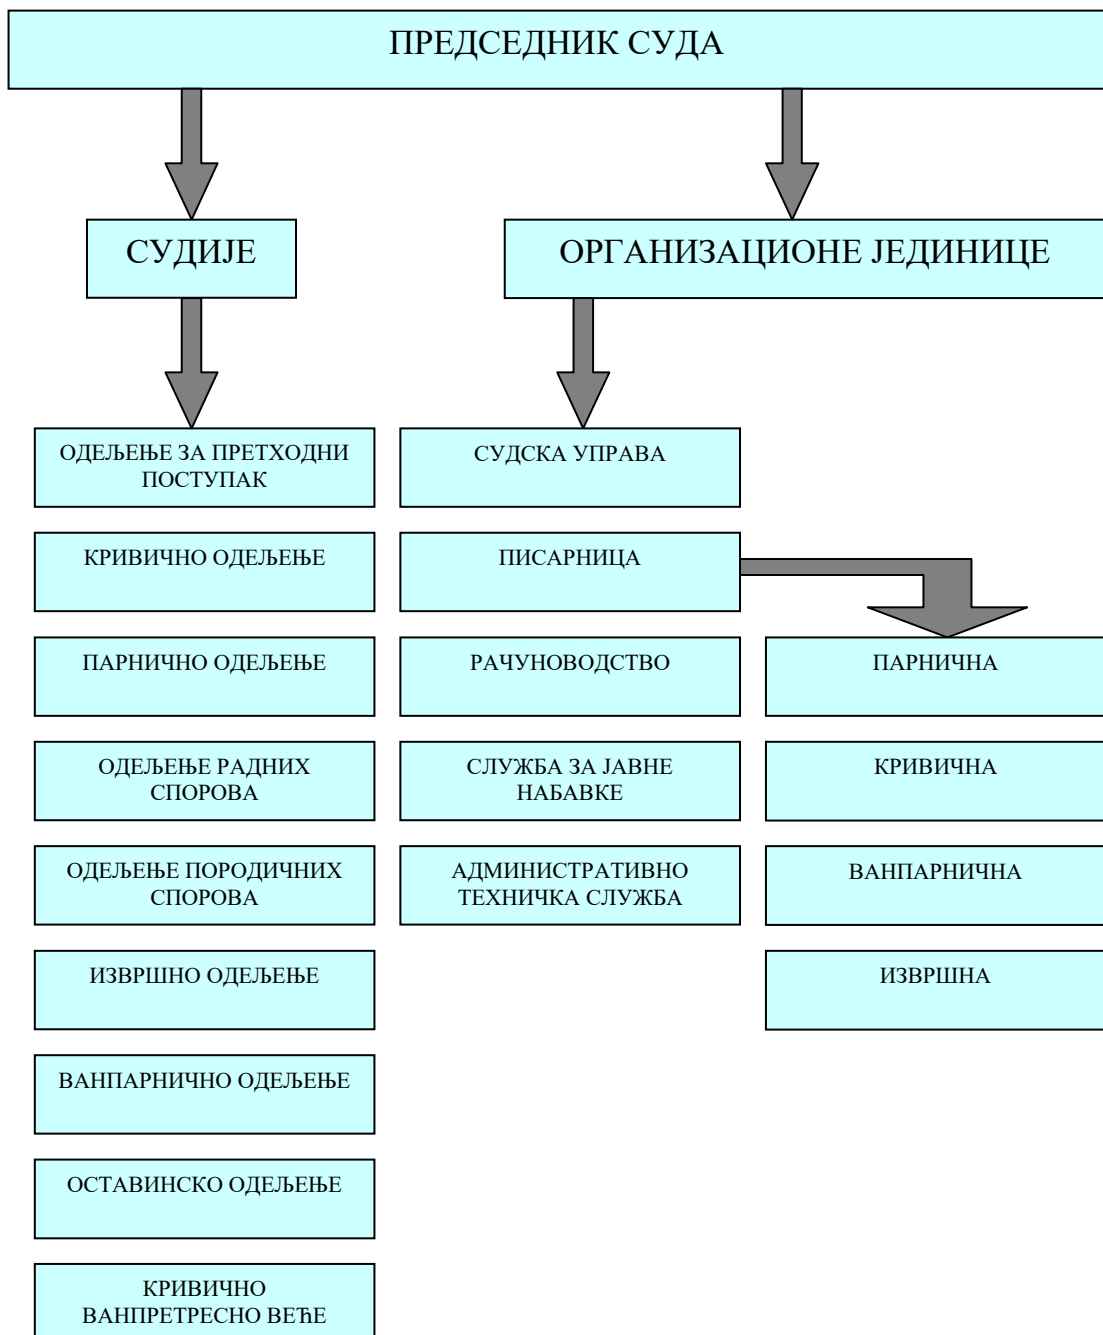 ПРЕДСЕДНИК СУДА
СУДИЈЕ
ОРГАНИЗАЦИОНЕ ЈЕДИНИЦЕ
ОДЕЉЕЊЕ ЗА ПРЕТХОДНИ
ПОСТУПАК
КРИВИЧНО ОДЕЉЕЊЕ
ПАРНИЧНО ОДЕЉЕЊЕ
ОДЕЉЕЊЕ РАДНИХ
СПОРОВА
ОДЕЉЕЊЕ ПОРОДИЧНИХ
СПОРОВА
ИЗВРШНО ОДЕЉЕЊЕ
ВАНПАРНИЧНО ОДЕЉЕЊЕ
ОСТАВИНСКО ОДЕЉЕЊЕ
КРИВИЧНО
ВАНПРЕТРЕСНО ВЕЋЕ
СУДСКА УПРАВА
ПИСАРНИЦА
РАЧУНОВОДСТВО
СЛУЖБА ЗА ЈАВНЕ
НАБАВКЕ
АДМИНИСТРАТИВНО
ТЕХНИЧКА СЛУЖБА
ПАРНИЧНА
КРИВИЧНА
ВАНПАРНИЧНА
ИЗВРШНА